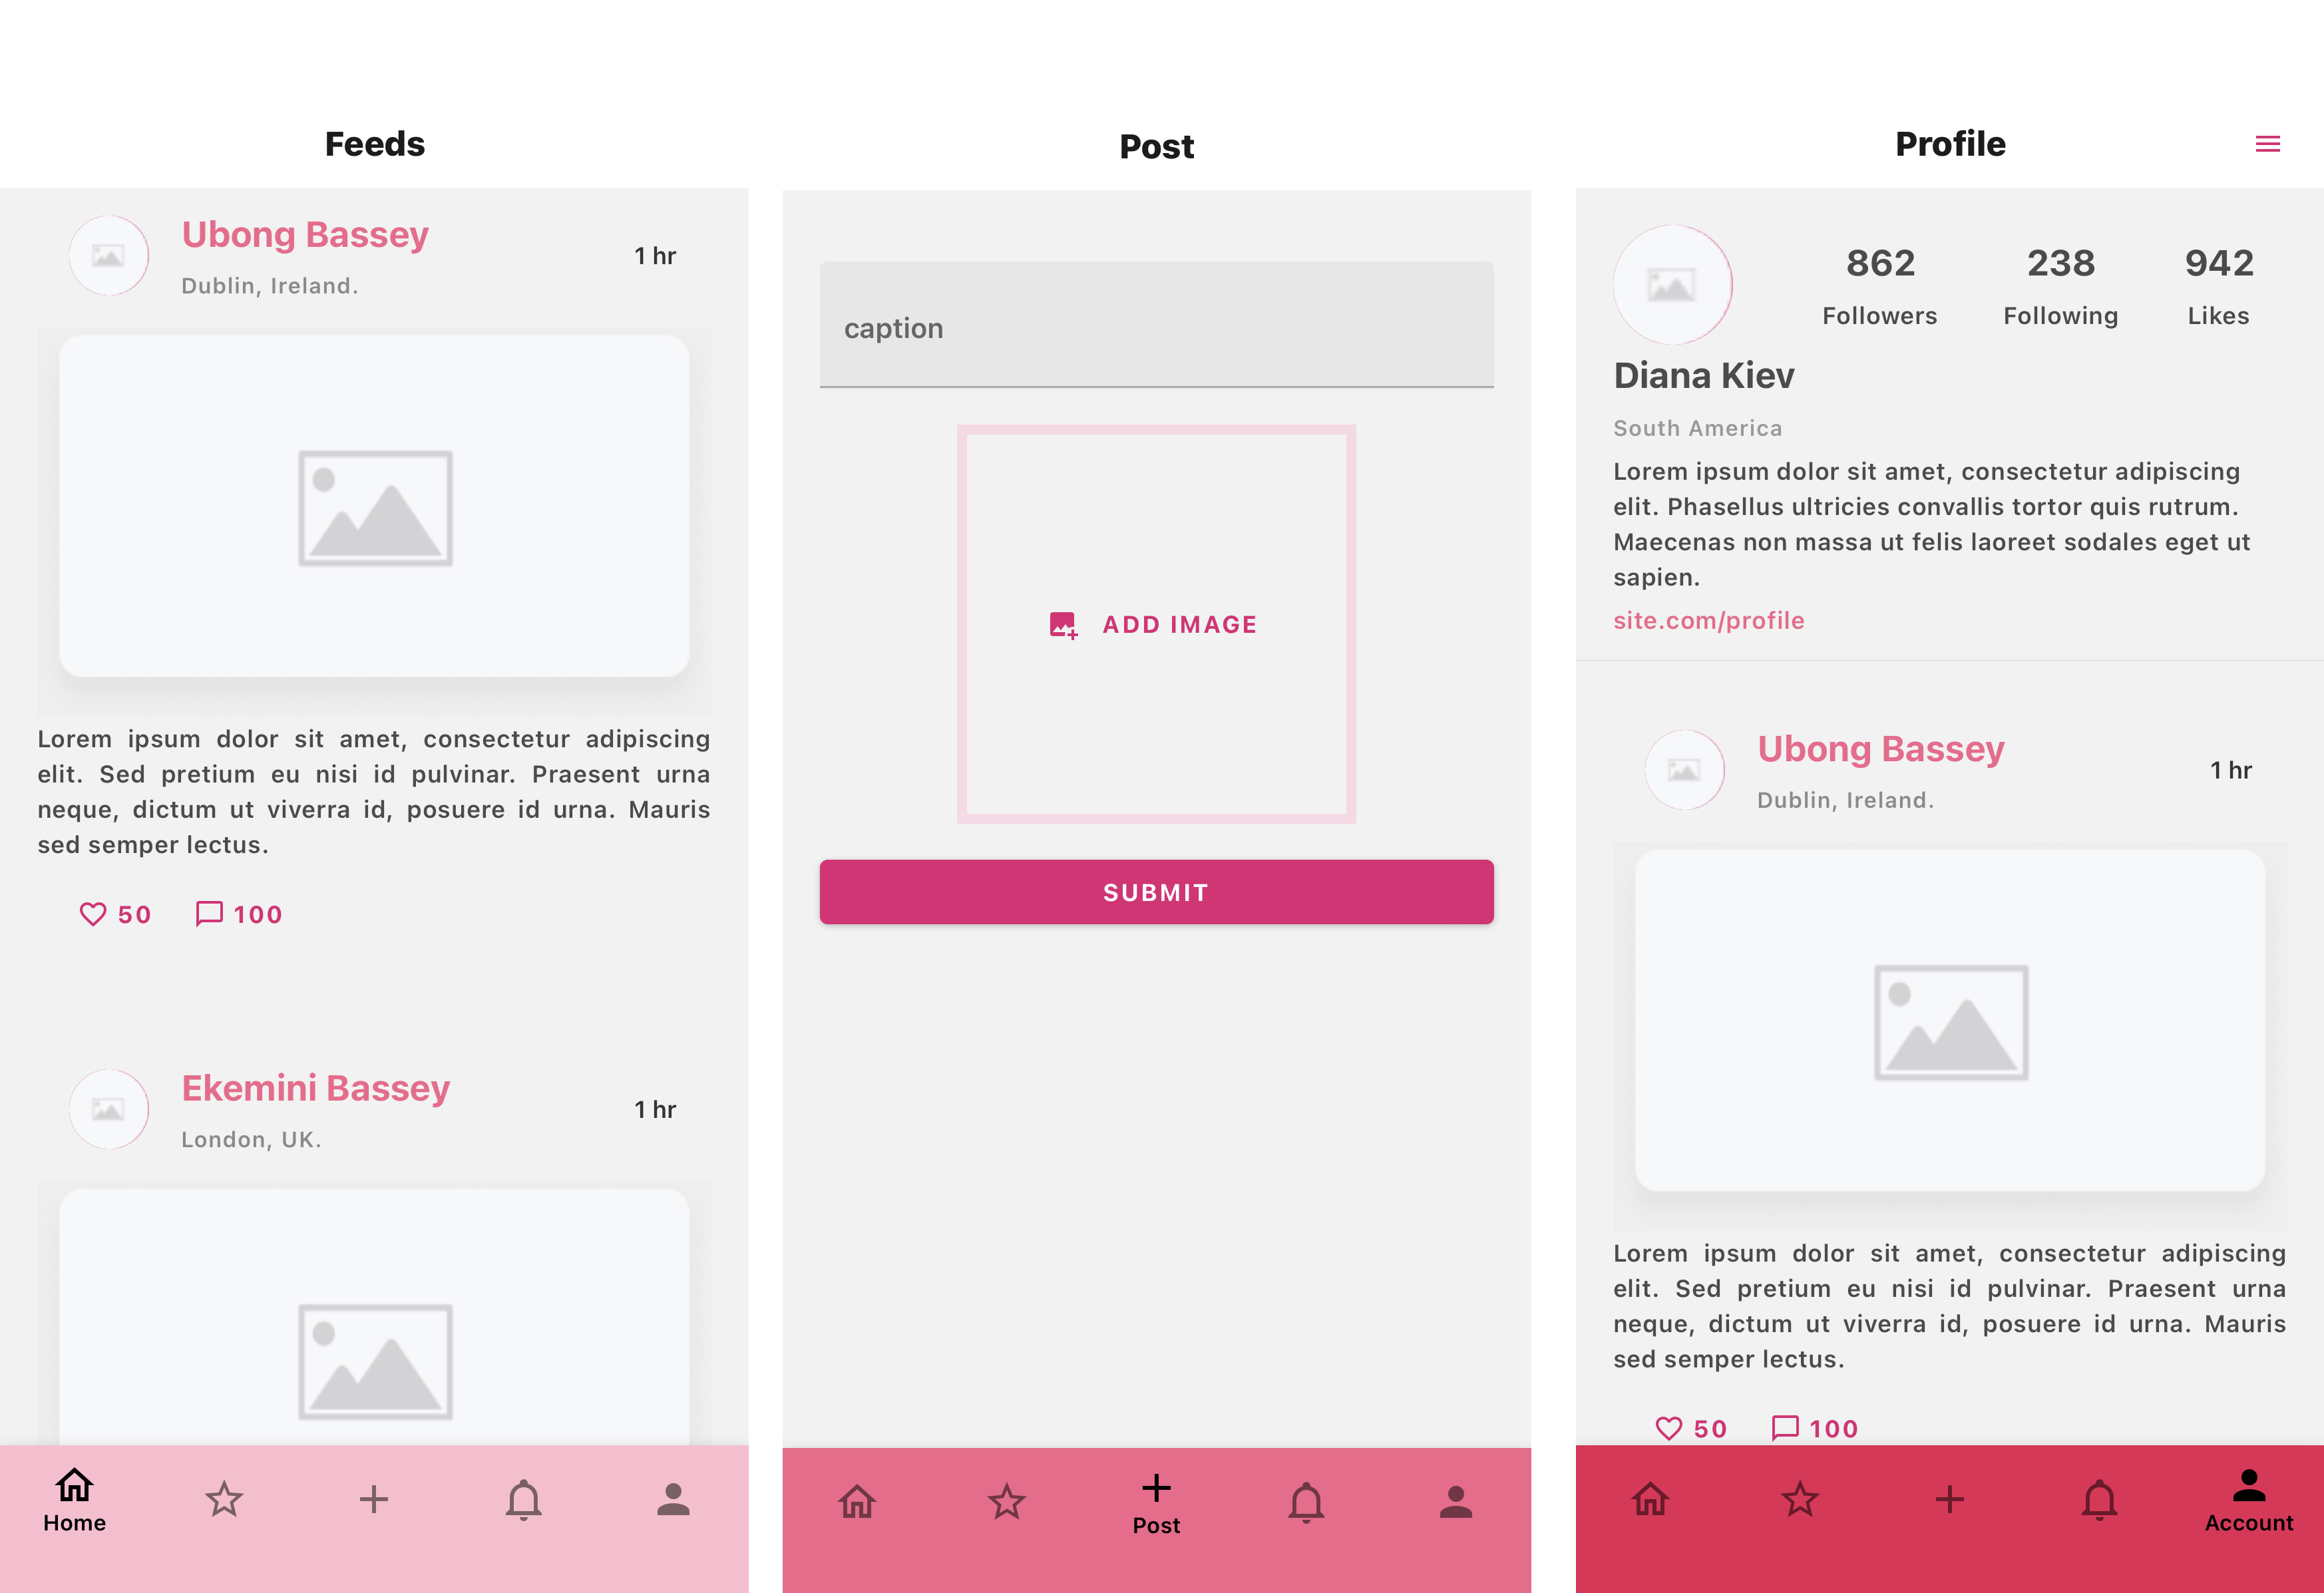 Feeds
Ubong Bassey
1 hr
Dublin, Ireland.
Lorem ipsum dolor sit amet, consectetur adipiscing
elit. Sed pretium eu nisi id pulvinar. Praesent urna
neque, dictum ut viverra id, posuere id urna. Mauris
sed semper lectus.
50 100
Ekemini Bassey
1 hr
London, UK.
Home
Post
caption
ADD IMAGE
SUBMIT
Post
Profile
862 238 942
Followers Following Likes
Diana Kiev
South America
Lorem ipsum dolor sit amet, consectetur adipiscing
elit. Phasellus ultricies convallis tortor quis rutrum.
Maecenas non massa ut felis laoreet sodales eget ut
sapien.
site.com/profile
Ubong Bassey
1 hr
Dublin, Ireland.
Lorem ipsum dolor sit amet, consectetur adipiscing
elit. Sed pretium eu nisi id pulvinar. Praesent urna
neque, dictum ut viverra id, posuere id urna. Mauris
sed semper lectus.
50 100
Account